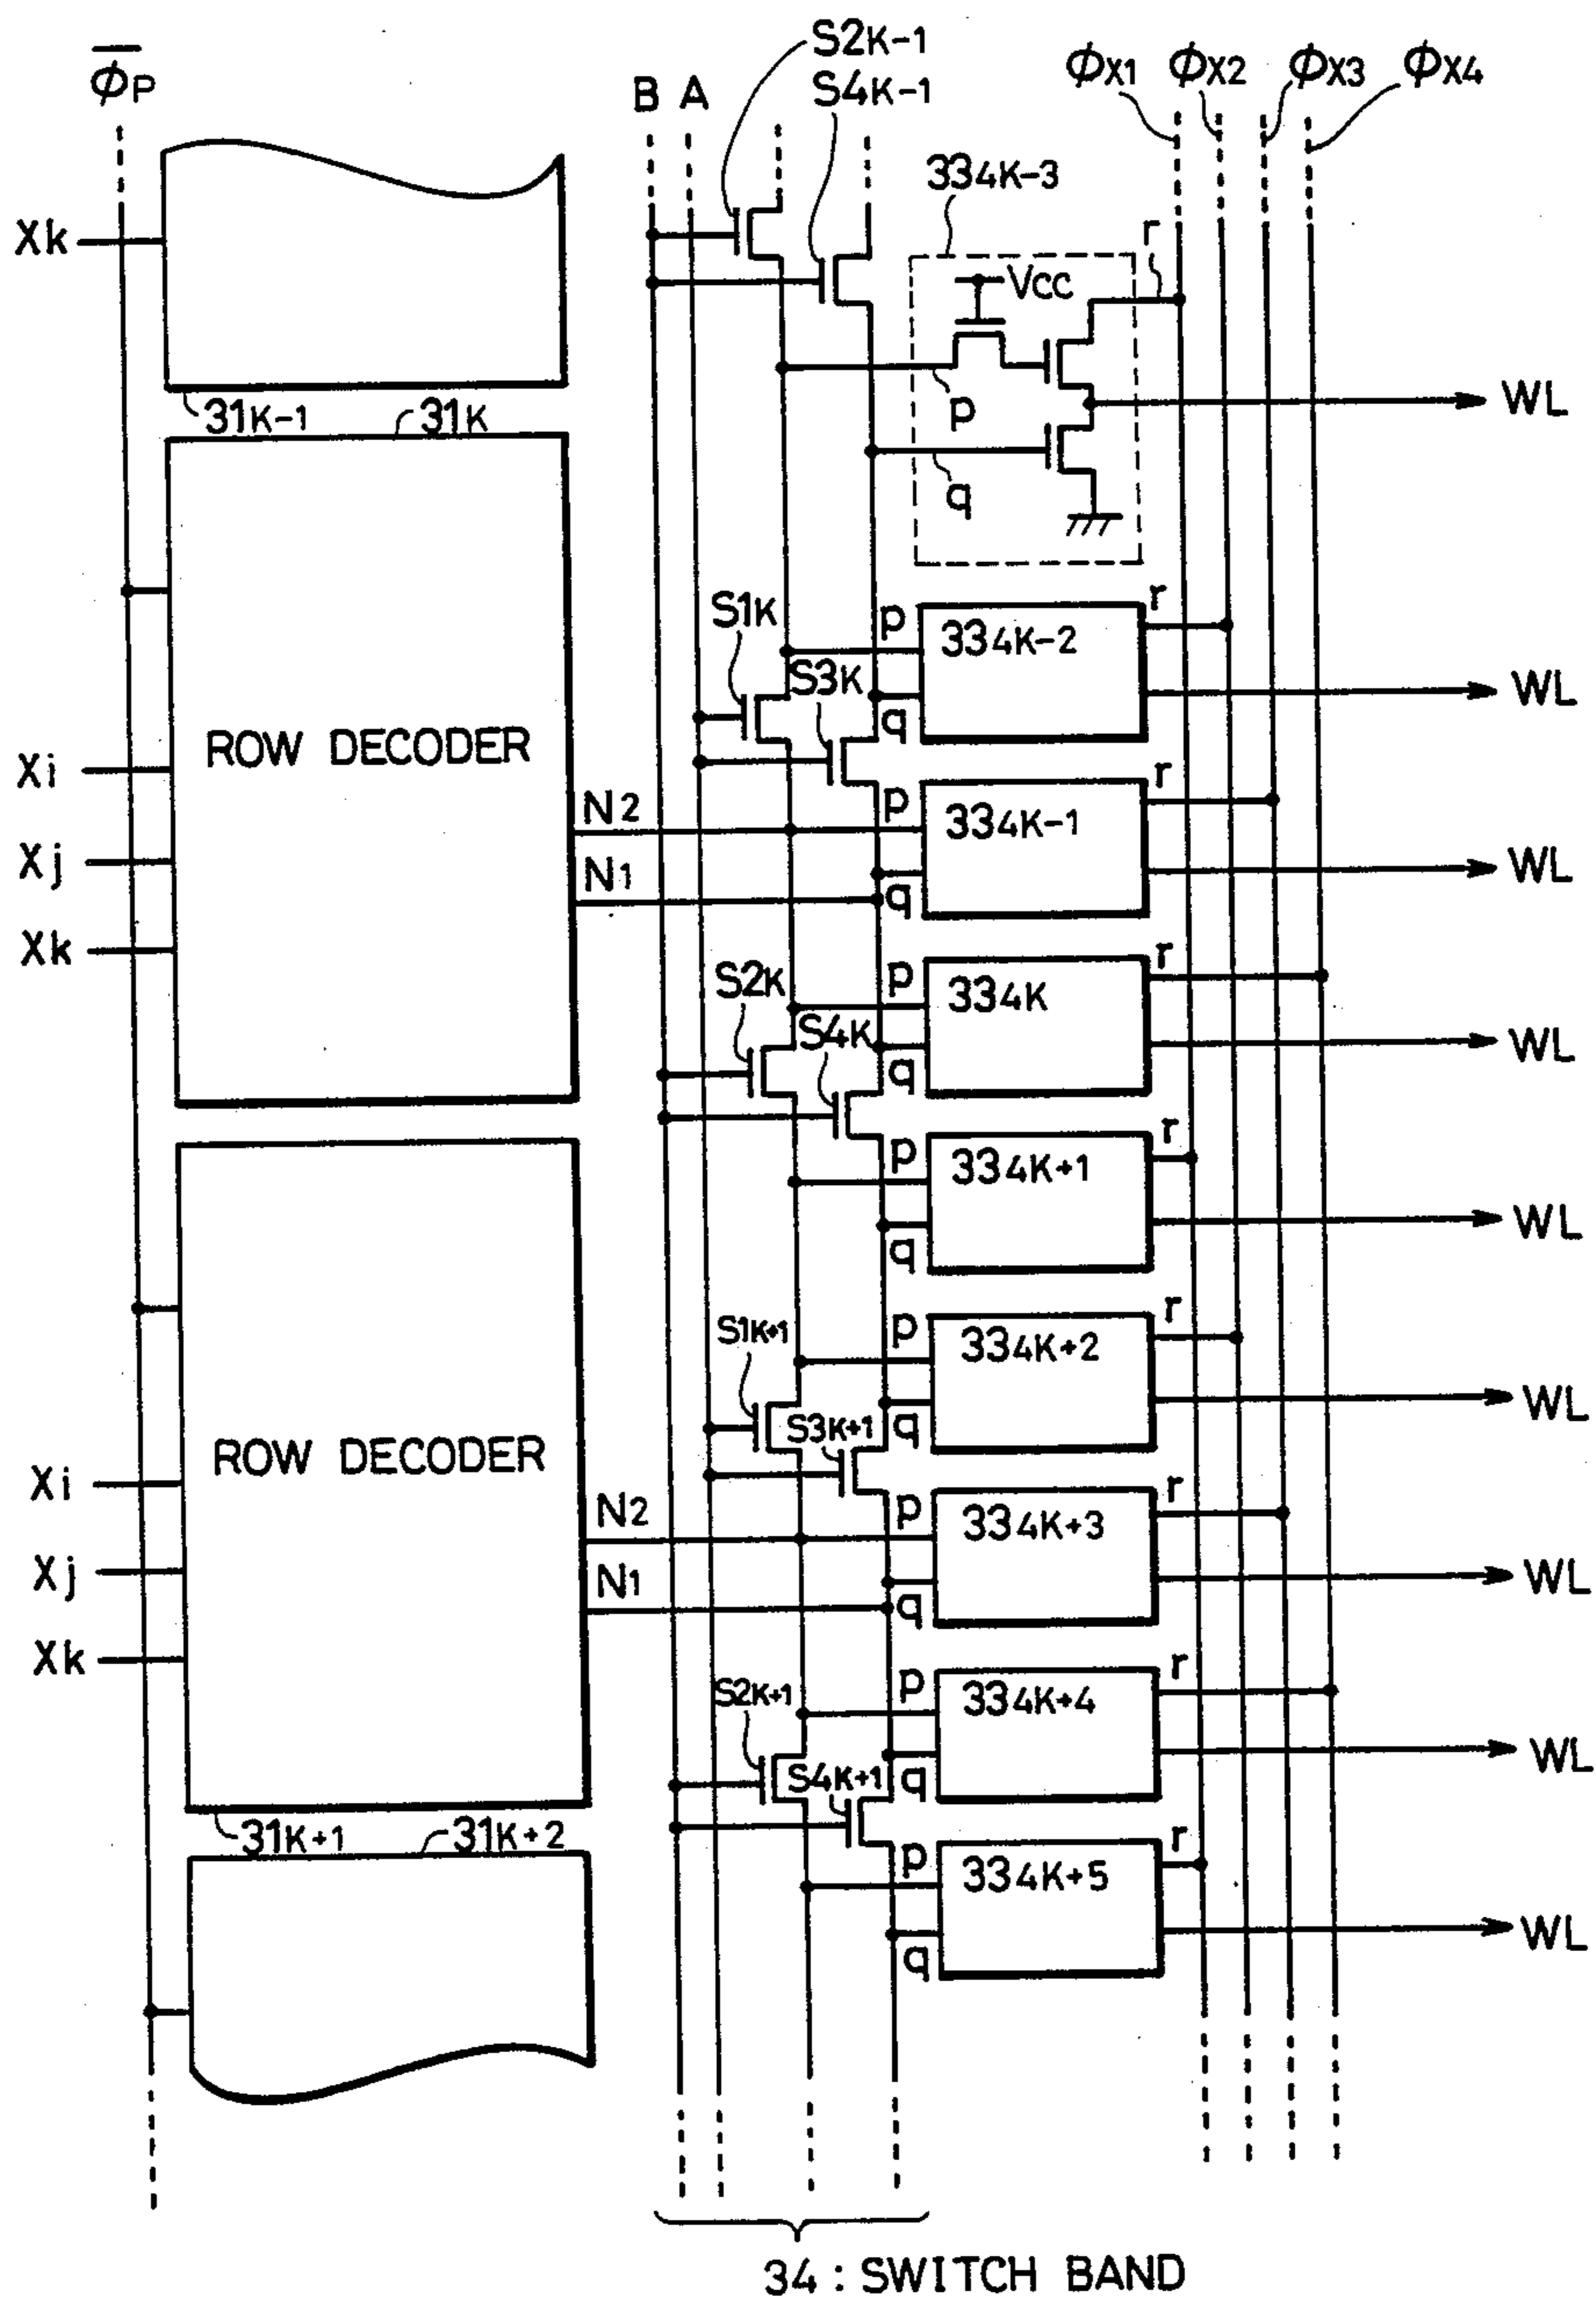 S2K-1
φ̅P B A S4K-1 φX1 φX2 φX3 φX4
334K-3
Xk r
VCC
p WL
31K-1 31K
q
S1K p 334K-2 r
S3K WL
q
ROW DECODER
Xi p 334K-1 r
N2
Xj N1 q WL
Xk
S2K p 334K r
S4K WL
q
p 334K+1 r
WL
q
S1K+1 p 334K+2 r
WL
S3K+1 q
ROW DECODER
Xi
N2 p 334K+3 r
Xj N1 WL
q
Xk
S2K+1 p 334K+4 r
WL
S4K+1 q
31K+1 31K+2
p 334K+5 r
WL
q
34 : SWITCH BAND